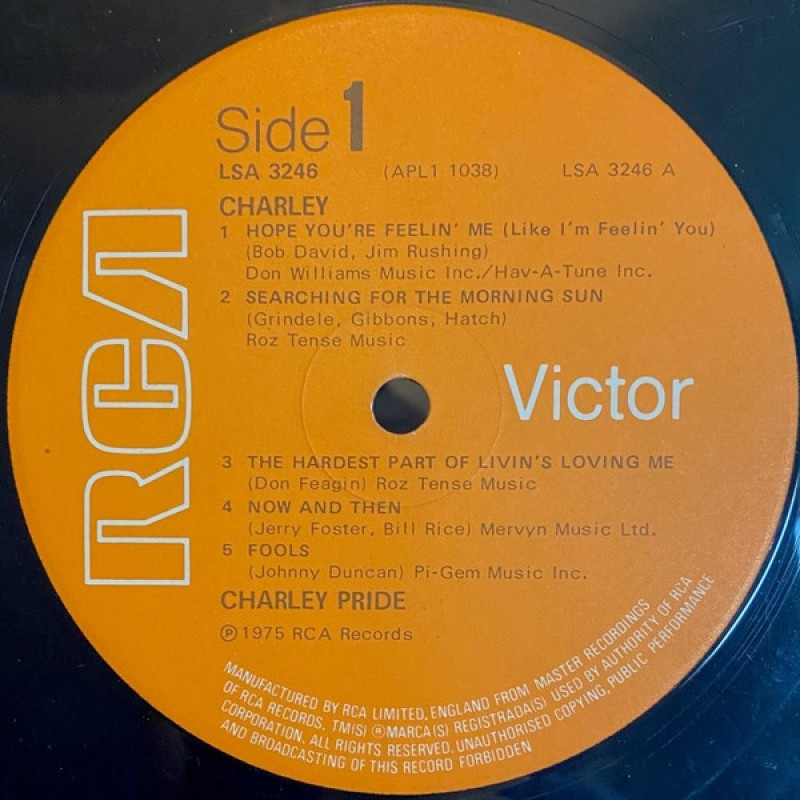 Side 1
LSA 3246 (APL1 1038) LSA 3246 A
CHARLEY
1 HOPE YOU'RE FEELIN' ME (Like I'm Feelin' You)
(Bob David, Jim Rushing)
Don Williams Music Inc./Hav-A-Tune Inc.
2 SEARCHING FOR THE MORNING SUN
(Grindele, Gibbons, Hatch)
Roz Tense Music
RCA
Victor
3 THE HARDEST PART OF LIVIN'S LOVING ME
(Don Feagin) Roz Tense Music
4 NOW AND THEN
(Jerry Foster, Bill Rice) Mervyn Music Ltd.
5 FOOLS
(Johnny Duncan) Pi-Gem Music Inc.
CHARLEY PRIDE
℗ 1975 RCA Records
MANUFACTURED BY RCA LIMITED, ENGLAND FROM MASTER RECORDINGS
OF RCA RECORDS. TM(S) ® MARCA(S) REGISTRADA(S) USED BY AUTHORITY OF RCA
CORPORATION. ALL RIGHTS RESERVED. UNAUTHORISED COPYING, PUBLIC PERFORMANCE
AND BROADCASTING OF THIS RECORD FORBIDDEN